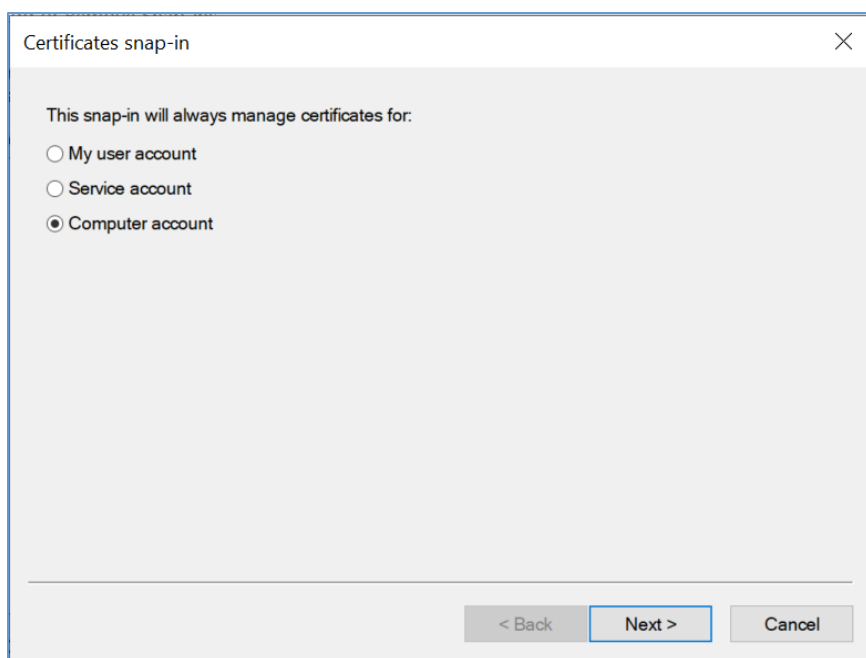 Certificates snap-in
This snap-in will always manage certificates for:
My user account
Service account
Computer account
< Back
Next >
Cancel